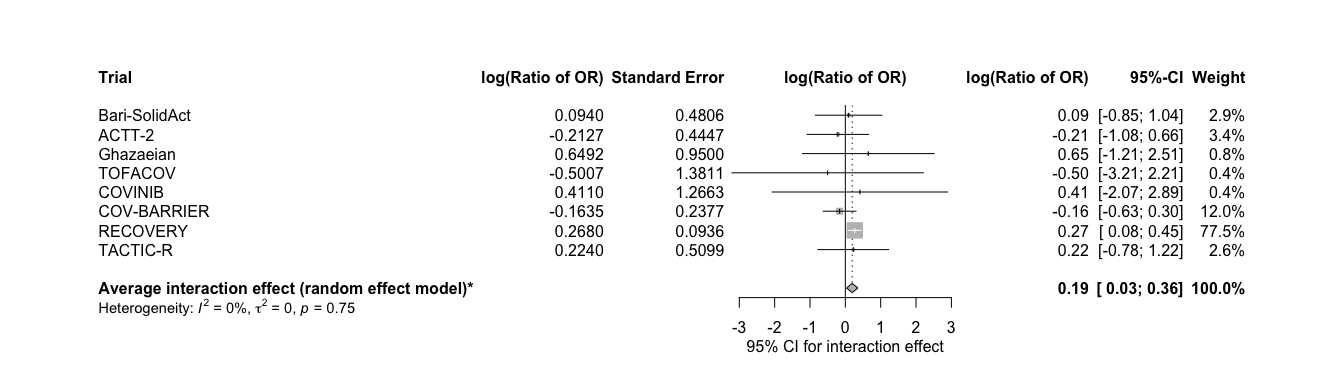 Trial log(Ratio of OR) Standard Error log(Ratio of OR) log(Ratio of OR) 95%-CI Weight
Bari-SolidAct 0.0940 0.4806 0.09 [-0.85; 1.04] 2.9%
ACTT-2 -0.2127 0.4447 -0.21 [-1.08; 0.66] 3.4%
Ghazaeian 0.6492 0.9500 0.65 [-1.21; 2.51] 0.8%
TOFACOV -0.5007 1.3811 -0.50 [-3.21; 2.21] 0.4%
COVINIB 0.4110 1.2663 0.41 [-2.07; 2.89] 0.4%
COV-BARRIER -0.1635 0.2377 -0.16 [-0.63; 0.30] 12.0%
RECOVERY 0.2680 0.0936 0.27 [ 0.08; 0.45] 77.5%
TACTIC-R 0.2240 0.5099 0.22 [-0.78; 1.22] 2.6%
Average interaction effect (random effect model)* 0.19 [ 0.03; 0.36] 100.0%
Heterogeneity: I² = 0%, τ² = 0, p = 0.75
-3 -2 -1 0 1 2 3
95% CI for interaction effect